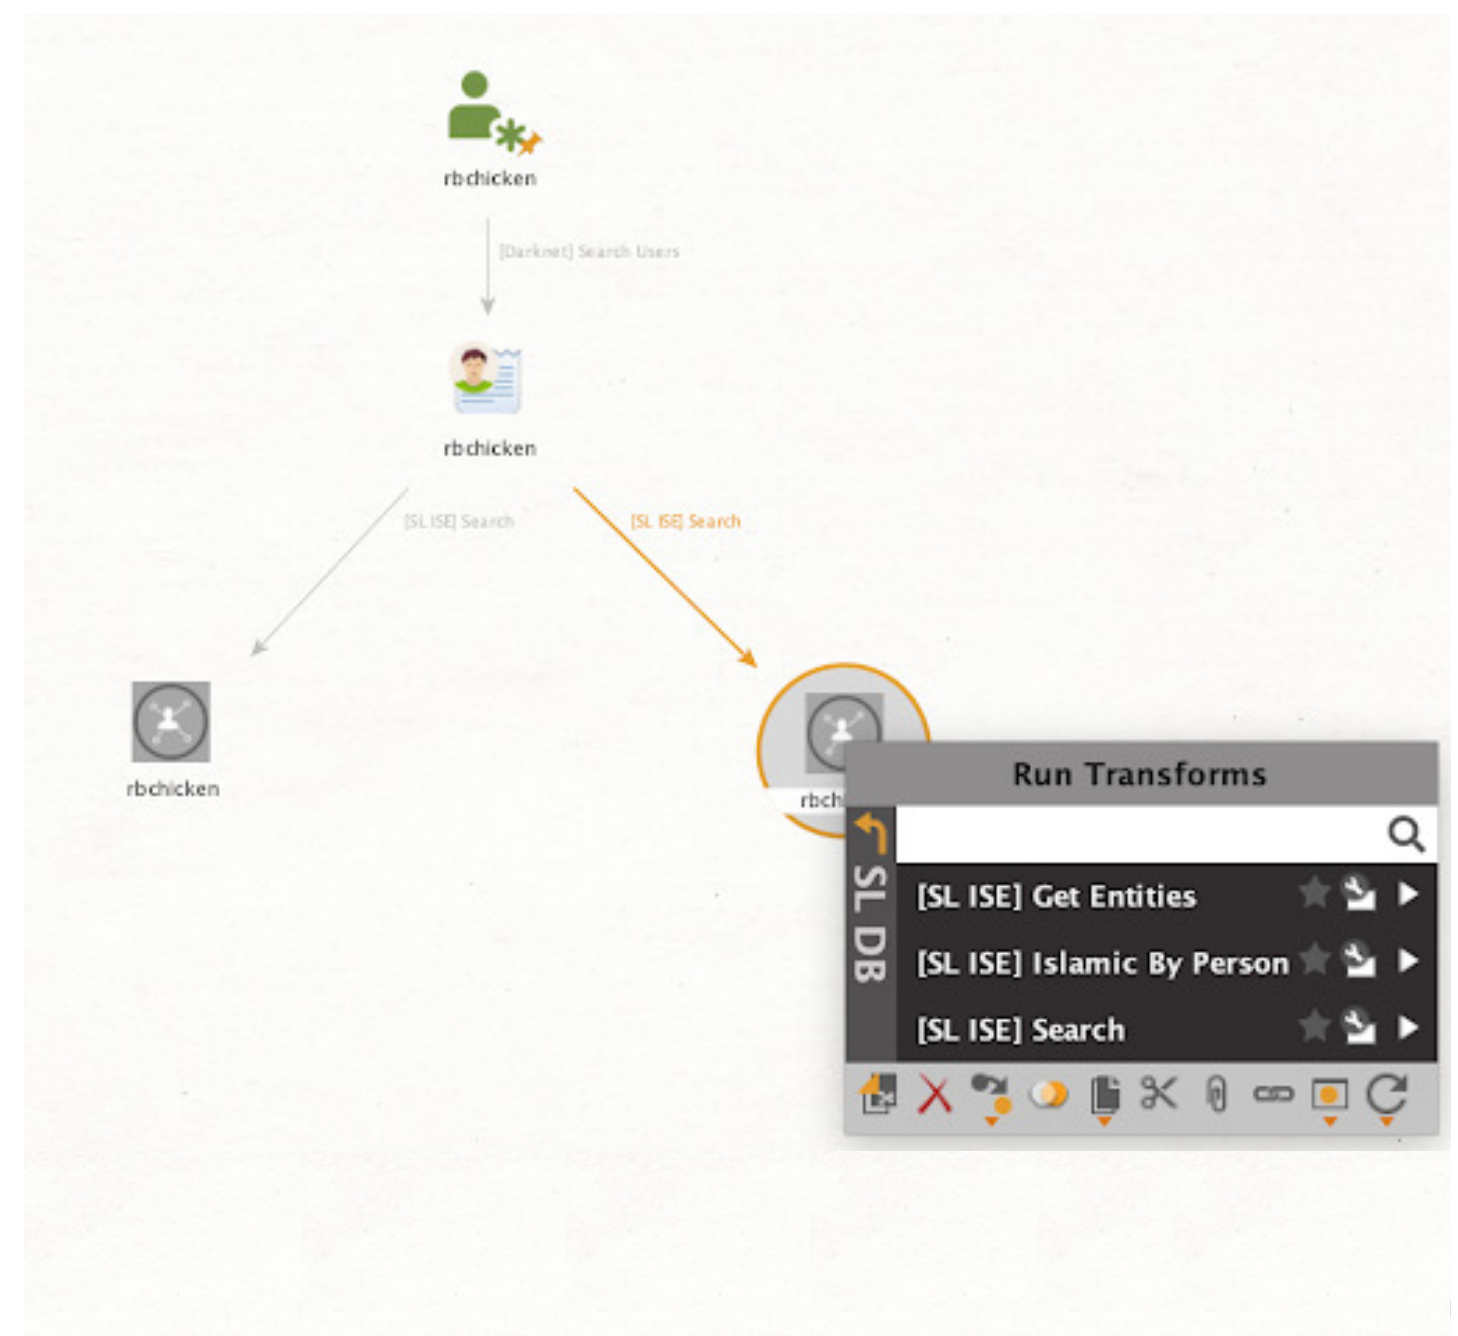 rbchicken
[Darknet] Search Users
rbchicken
[SL ISE] Search
[SL ISE] Search
rbchicken
rbch
Run Transforms
SL DB
[SL ISE] Get Entities
[SL ISE] Islamic By Person
[SL ISE] Search